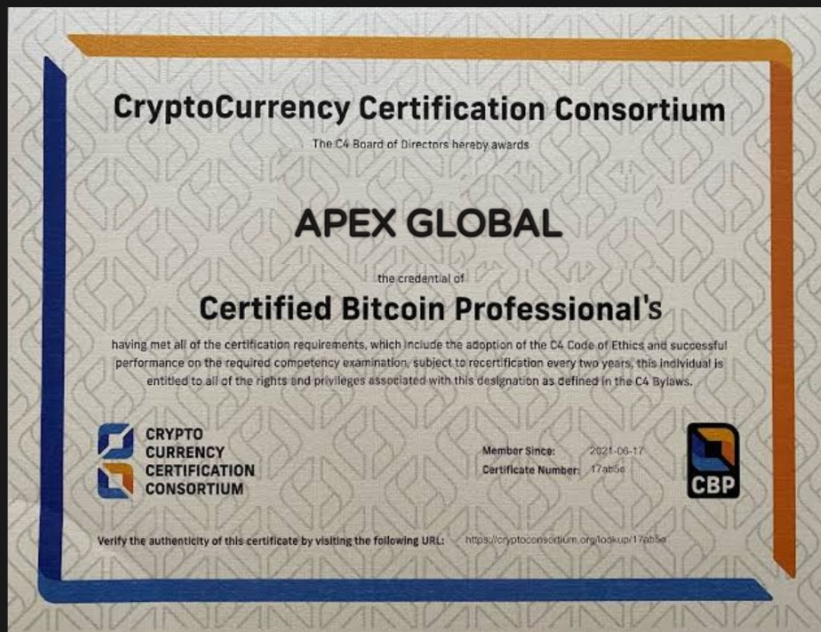 CryptoCurrency Certification Consortium
The C4 Board of Directors hereby awards
APEX GLOBAL
the credential of
Certified Bitcoin Professional's
having met all of the certification requirements, which include the adoption of the C4 Code of Ethics and successful
performance on the required competency examination, subject to recertification every two years, this individual is
entitled to all of the rights and privileges associated with this designation as defined in the C4 Bylaws.
CRYPTO
CURRENCY
CERTIFICATION
CONSORTIUM
Member Since: 2021-06-17
Certificate Number:
CBP
Verify the authenticity of this certificate by visiting the following URL: